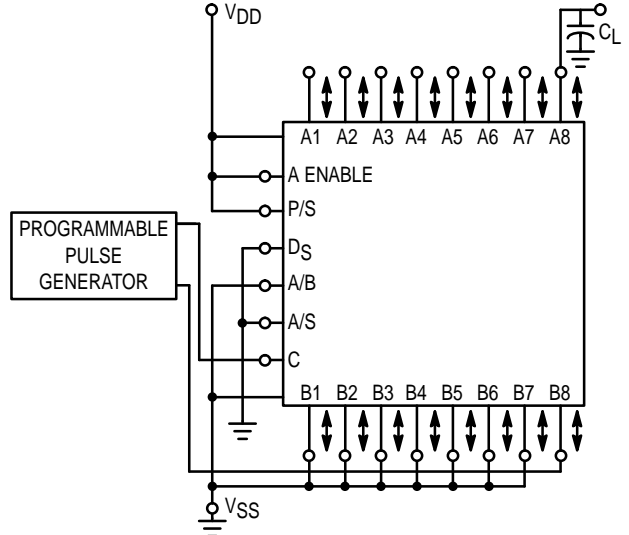 VDD
CL
A1 A2 A3 A4 A5 A6 A7 A8
A ENABLE
P/S
PROGRAMMABLE
PULSE
GENERATOR
DS
A/B
A/S
C
B1 B2 B3 B4 B5 B6 B7 B8
VSS